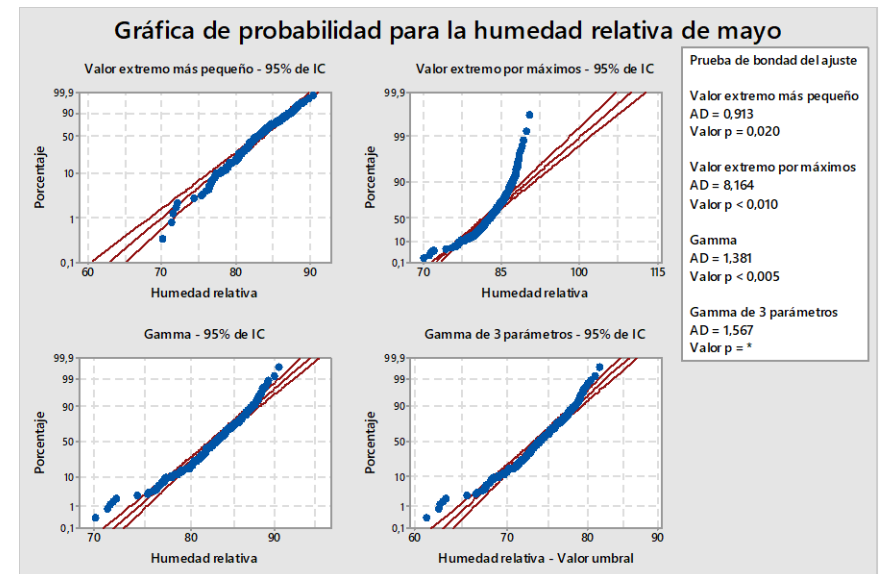 Gráfica de probabilidad para la humedad relativa de mayo
Valor extremo más pequeño - 95% de IC
99,9
90
50
10
1
0,1
60
70
80
90
Porcentaje
Humedad relativa
Valor extremo por máximos - 95% de IC
99,9
99
90
50
10
0,1
70
85
100
115
Porcentaje
Humedad relativa
Gamma - 95% de IC
99,9
99
90
50
10
1
0,1
70
80
90
Porcentaje
Humedad relativa
Gamma de 3 parámetros - 95% de IC
99,9
99
90
50
10
1
0,1
60
70
80
90
Porcentaje
Humedad relativa - Valor umbral
Prueba de bondad del ajuste
Valor extremo más pequeño
AD = 0,913
Valor p = 0,020
Valor extremo por máximos
AD = 8,164
Valor p < 0,010
Gamma
AD = 1,381
Valor p < 0,005
Gamma de 3 parámetros
AD = 1,567
Valor p = *